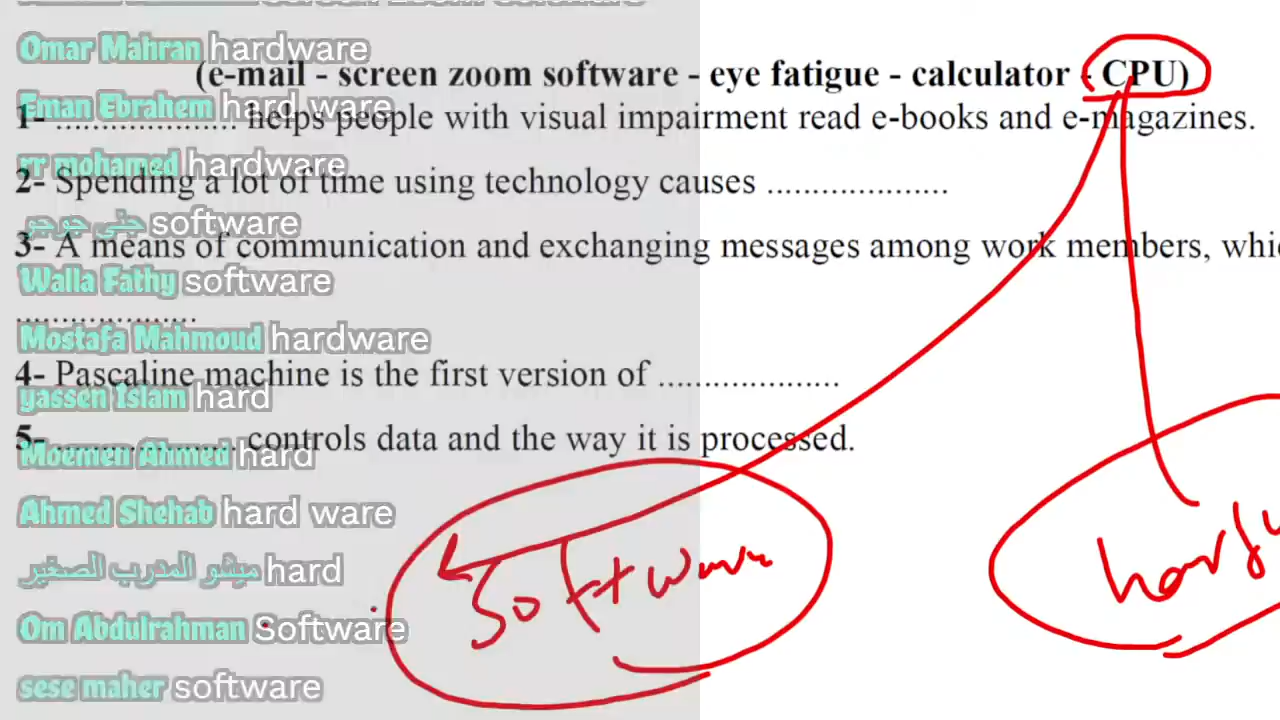 Omar Mahran hardware
(e-mail - screen zoom software - eye fatigue - calculator - CPU)
Eman Ebrahem hard ware
1- .................... helps people with visual impairment read e-books and e-magazines.
rr mohamed hardware
2- Spending a lot of time using technology causes ....................
جنى جوجو software
3- A means of communication and exchanging messages among work members, whic
Walla Fathy software
....................
Mostafa Mahmoud hardware
4- Pascaline machine is the first version of ....................
yassen Islam hard
5- .................... controls data and the way it is processed.
Moemen Ahmed hard
Ahmed Shehab hard ware
Software
ميشو المدرب الصغير hard
Om Abdulrahman Software
sese maher software